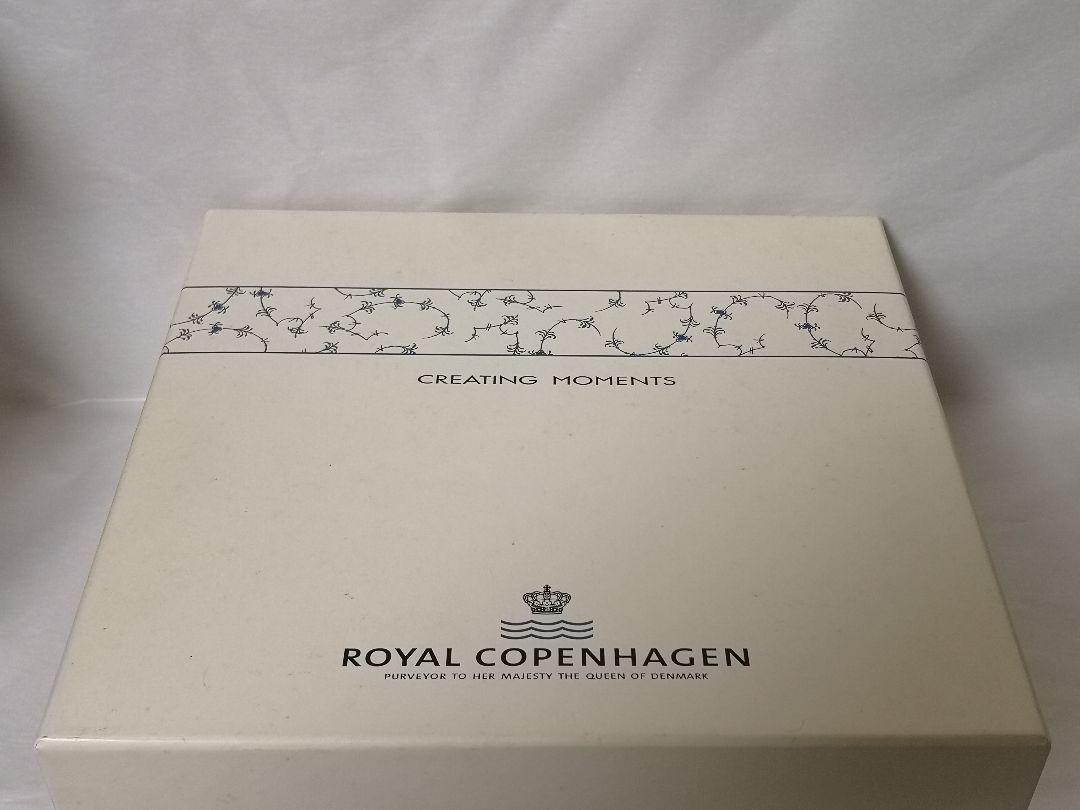 CREATING MOMENTS
ROYAL COPENHAGEN
PURVEYOR TO HER MAJESTY THE QUEEN OF DENMARK